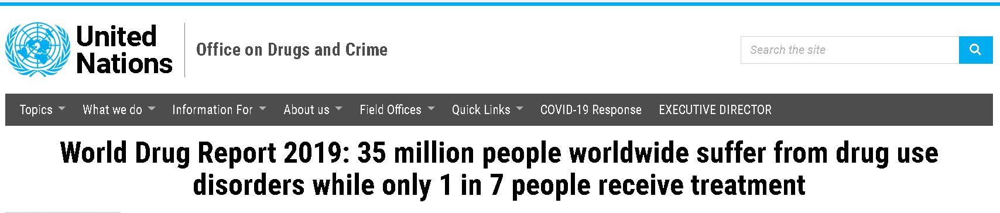 United
Nations
Office on Drugs and Crime
Search the site
Topics What we do Information For About us Field Offices Quick Links COVID-19 Response EXECUTIVE DIRECTOR
World Drug Report 2019: 35 million people worldwide suffer from drug use
disorders while only 1 in 7 people receive treatment